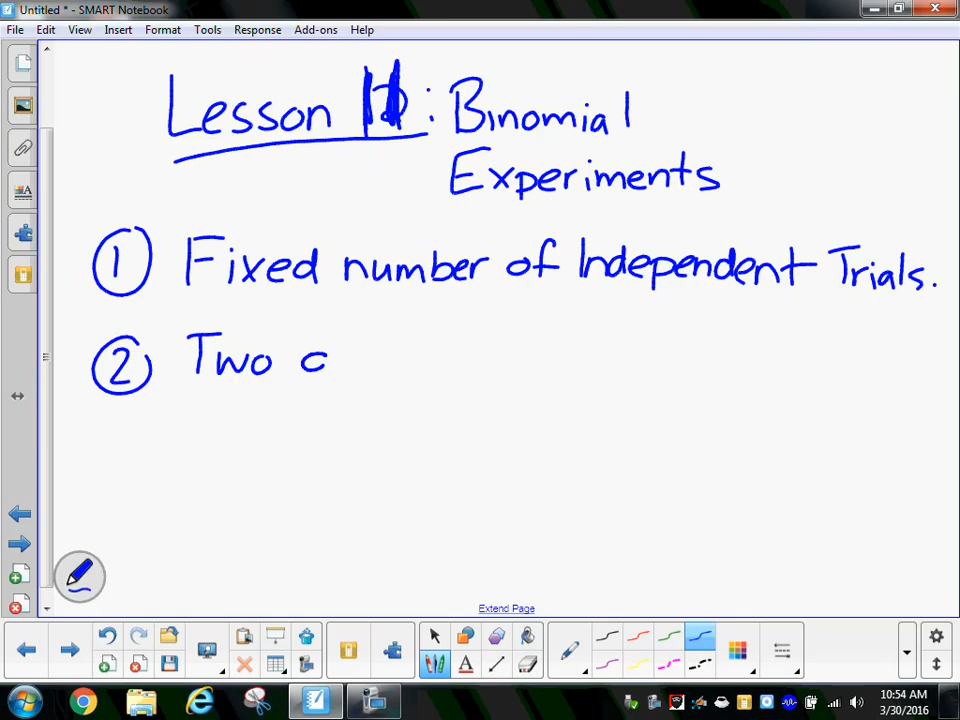 Untitled * - SMART Notebook
File Edit View Insert Format Tools Response Add-ons Help
Lesson : Binomial
Experiments
1 Fixed number of Independent Trials.
2 Two o
Extend Page
10:54 AM
3/30/2016